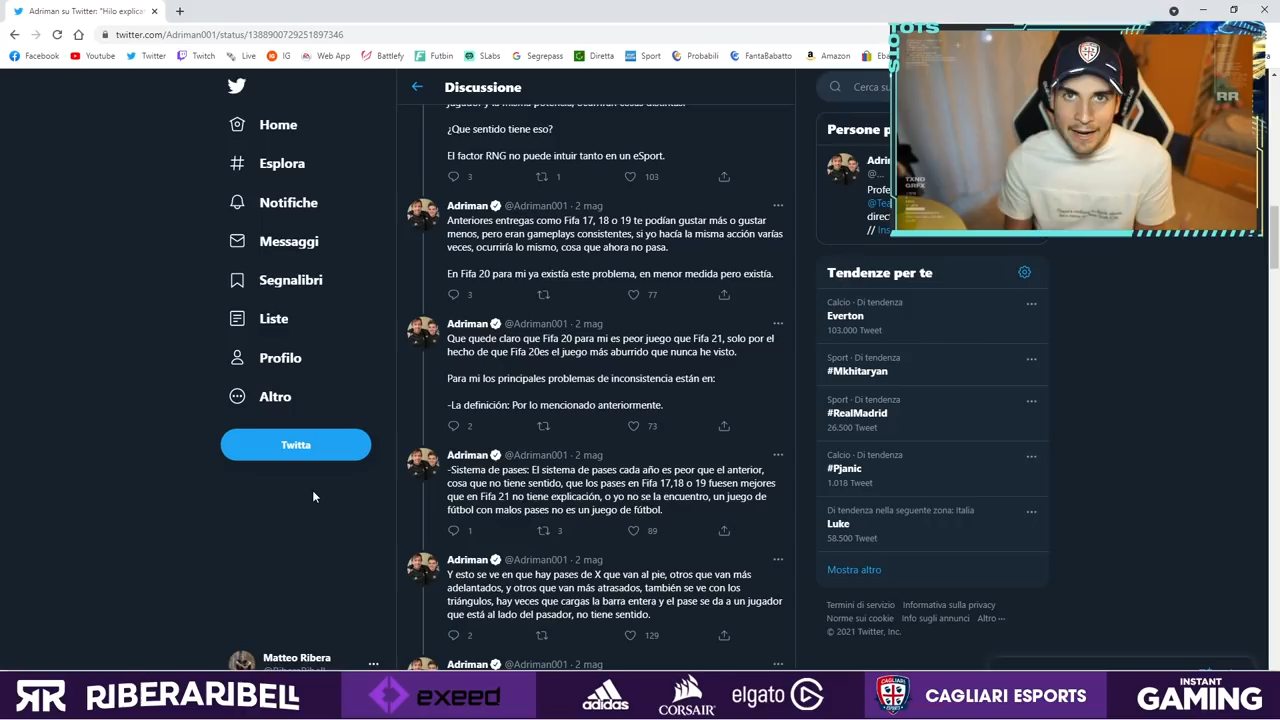 Adriman su Twitter "Hilo explicat
twitter.com/Adriman001/status/1388900729251897346
Facebook
Youtube
Twitter
Twitch
Live
IG
Web App
Battlefy
Futbin
SLabs
Segrepass
Diretta
Sport
Probabili
FantaBabatto
Amazon
Discussione
Cerca su
Home
Esplora
Notifiche
Messaggi
Segnalibri
Liste
Profilo
Altro
Twitta
Matteo Ribera
¿Que sentido tiene eso?
El factor RNG no puede intuir tanto en un eSport.
3 1 103
Adriman @Adriman001 · 2 mag
Anteriores entregas como Fifa 17, 18 o 19 te podían gustar más o gustar
menos, pero eran gameplays consistentes, si yo hacía la misma acción varias
veces, ocurriría lo mismo, cosa que ahora no pasa.
En Fifa 20 para mi ya existía este problema, en menor medida pero existía.
3 77
Adriman @Adriman001 · 2 mag
Que quede claro que Fifa 20 para mi es peor juego que Fifa 21, solo por el
hecho de que Fifa 20es el juego más aburrido que nunca he visto.
Para mi los principales problemas de inconsistencia están en:
-La definición: Por lo mencionado anteriormente.
2 73
Adriman @Adriman001 · 2 mag
-Sistema de pases: El sistema de pases cada año es peor que el anterior,
cosa que no tiene sentido, que los pases en Fifa 17,18 o 19 fuesen mejores
que en Fifa 21 no tiene explicación, o yo no se la encuentro, un juego de
fútbol con malos pases no es un juego de fútbol.
1 3 89
Adriman @Adriman001 · 2 mag
Y esto se ve en que hay pases de X que van al pie, otros que van más
adelantados, y otros que van más atrasados, también se ve con los
triángulos, hay veces que cargas la barra entera y el pase se da a un jugador
que está al lado del pasador, no tiene sentido.
2 129
Adriman @Adriman001 · 2 mag
Persone p
Adri
@...
Profe
@Tea
direct
// Ins
Tendenze per te
Calcio · Di tendenza
Everton
103.000 Tweet
Sport · Di tendenza
#Mkhitaryan
Sport · Di tendenza
#RealMadrid
26.500 Tweet
Calcio · Di tendenza
#Pjanic
1.018 Tweet
Di tendenza nella seguente zona: Italia
Luke
58.500 Tweet
Mostra altro
Termini di servizio Informativa sulla privacy
Norme sui cookie Info sugli annunci Altro ···
© 2021 Twitter, Inc.
TOTS
RR
RR RIBERARIBELL
exeed
adidas
CORSAIR
elgato
CAGLIARI ESPORTS
INSTANT
GAMING